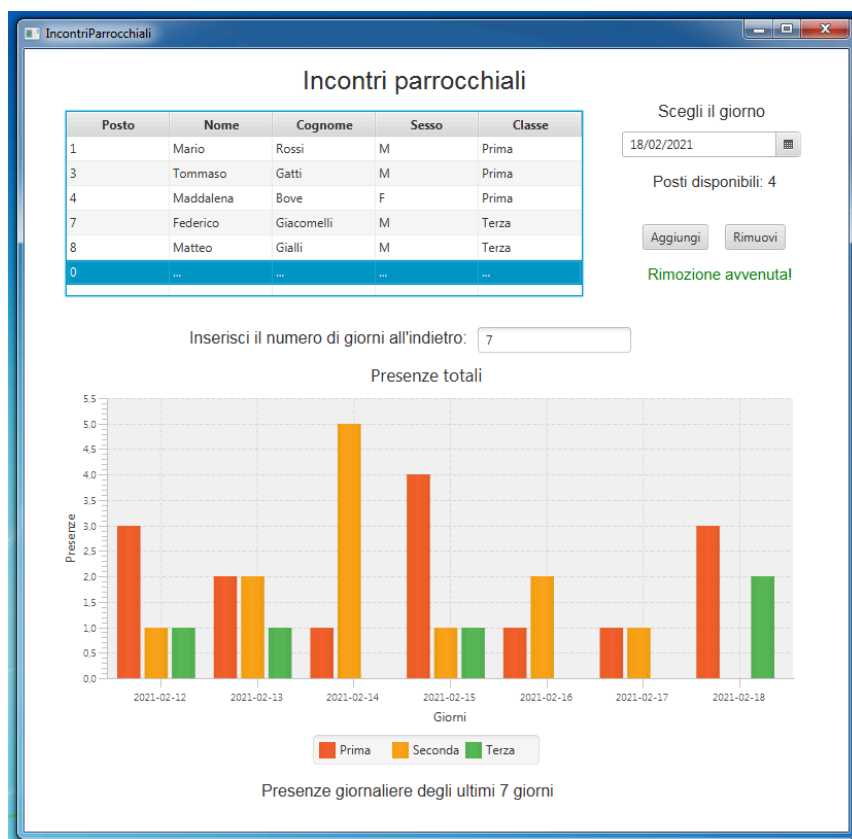 IncontriParrocchiali
Incontri parrocchiali
Posto Nome Cognome Sesso Classe
1 Mario Rossi M Prima
3 Tommaso Gatti M Prima
4 Maddalena Bove F Prima
7 Federico Giacomelli M Terza
8 Matteo Gialli M Terza
0 ... ... ... ...
Scegli il giorno
18/02/2021
Posti disponibili: 4
Aggiungi Rimuovi
Rimozione avvenuta!
Inserisci il numero di giorni all'indietro: 7
Presenze totali
5.5
5.0
4.5
4.0
3.5
3.0
2.5
2.0
1.5
1.0
0.5
0.0
Presenze
2021-02-12 2021-02-13 2021-02-14 2021-02-15 2021-02-16 2021-02-17 2021-02-18
Giorni
Prima Seconda Terza
Presenze giornaliere degli ultimi 7 giorni